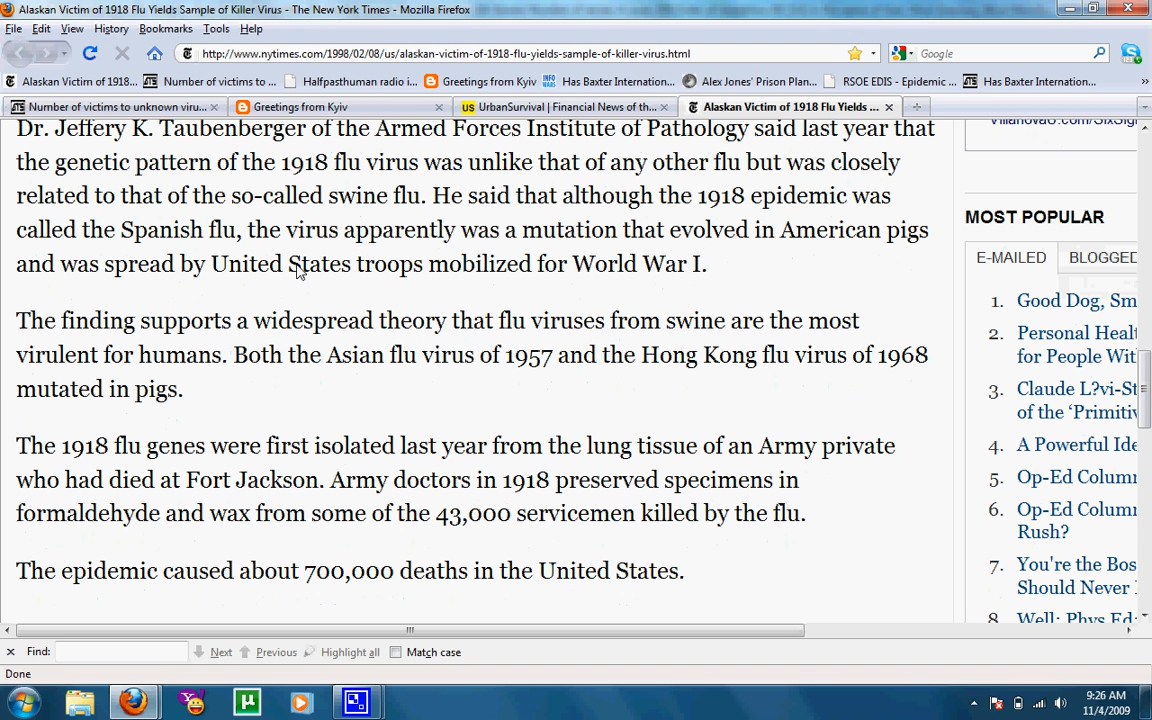 Alaskan Victim of 1918 Flu Yields Sample of Killer Virus - The New York Times - Mozilla Firefox
File Edit View History Bookmarks Tools Help
http://www.nytimes.com/1998/02/08/us/alaskan-victim-of-1918-flu-yields-sample-of-killer-virus.html
Google
Alaskan Victim of 1918... Number of victims to ... Halfpasthuman radio i... Greetings from Kyiv Has Baxter Internation... Alex Jones' Prison Plan... RSOE EDIS - Epidemic ... Has Baxter Internation...
Number of victims to unknown viru... Greetings from Kyiv UrbanSurvival | Financial News of th... Alaskan Victim of 1918 Flu Yields ...
Dr. Jeffery K. Taubenberger of the Armed Forces Institute of Pathology said last year that
the genetic pattern of the 1918 flu virus was unlike that of any other flu but was closely
related to that of the so-called swine flu. He said that although the 1918 epidemic was
called the Spanish flu, the virus apparently was a mutation that evolved in American pigs
and was spread by United States troops mobilized for World War I.
The finding supports a widespread theory that flu viruses from swine are the most
virulent for humans. Both the Asian flu virus of 1957 and the Hong Kong flu virus of 1968
mutated in pigs.
The 1918 flu genes were first isolated last year from the lung tissue of an Army private
who had died at Fort Jackson. Army doctors in 1918 preserved specimens in
formaldehyde and wax from some of the 43,000 servicemen killed by the flu.
The epidemic caused about 700,000 deaths in the United States.
VillanovaU.com/SixSig
MOST POPULAR
E-MAILED BLOGGED
1. Good Dog, Sm
2. Personal Heal
for People Wit
3. Claude L?vi-St
of the ‘Primitiv
4. A Powerful Ide
5. Op-Ed Colum
6. Op-Ed Colum
Rush?
7. You're the Bos
Should Never
8. Well: Phys Ed:
Find: Next Previous Highlight all Match case
Done
9:26 AM
11/4/2009